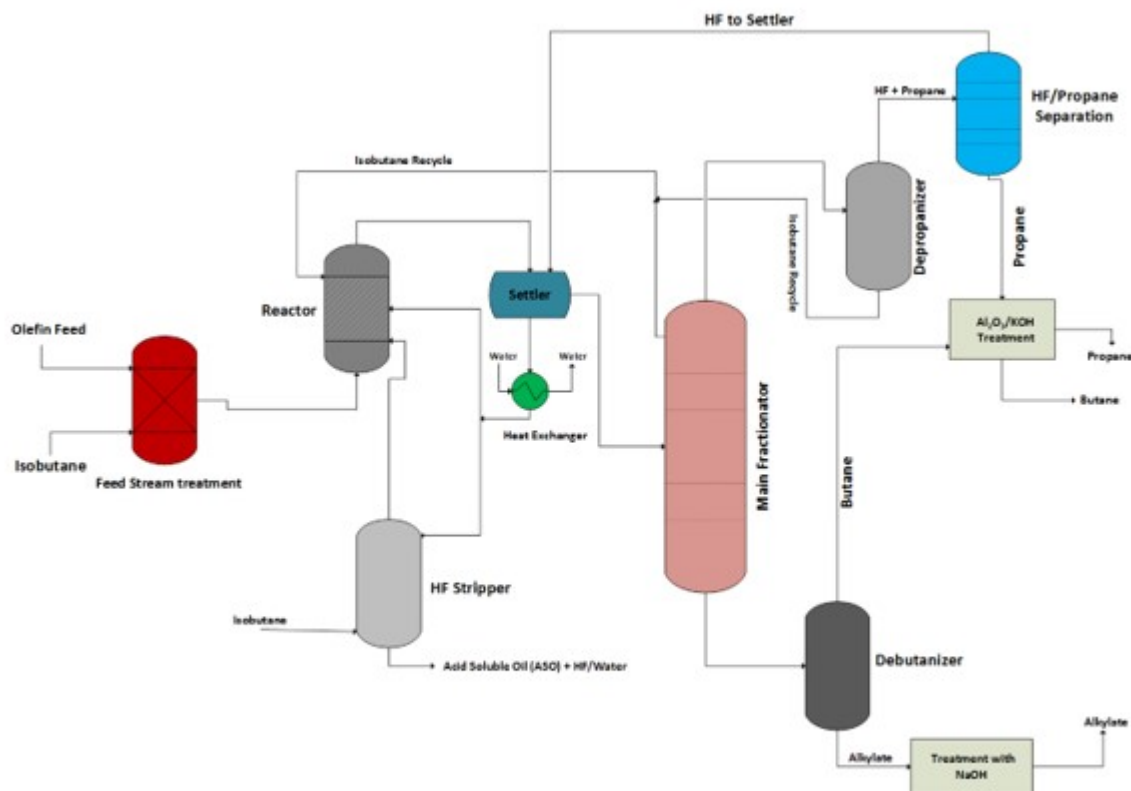 HF to Settler
HF + Propane
HF/Propane
Separation
Isobutane Recycle
Isobutane Recycle
Depropanizer
Propane
Reactor
Settler
Olefin Feed
Al₂O₃/KOH
Treatment
Propane
Water
Water
Butane
Heat Exchanger
Isobutane
Feed Stream treatment
Main Fractionator
Butane
HF Stripper
Isobutane
Acid Soluble Oil (ASO) + HF/Water
Debutanizer
Alkylate
Alkylate
Treatment with
NaOH